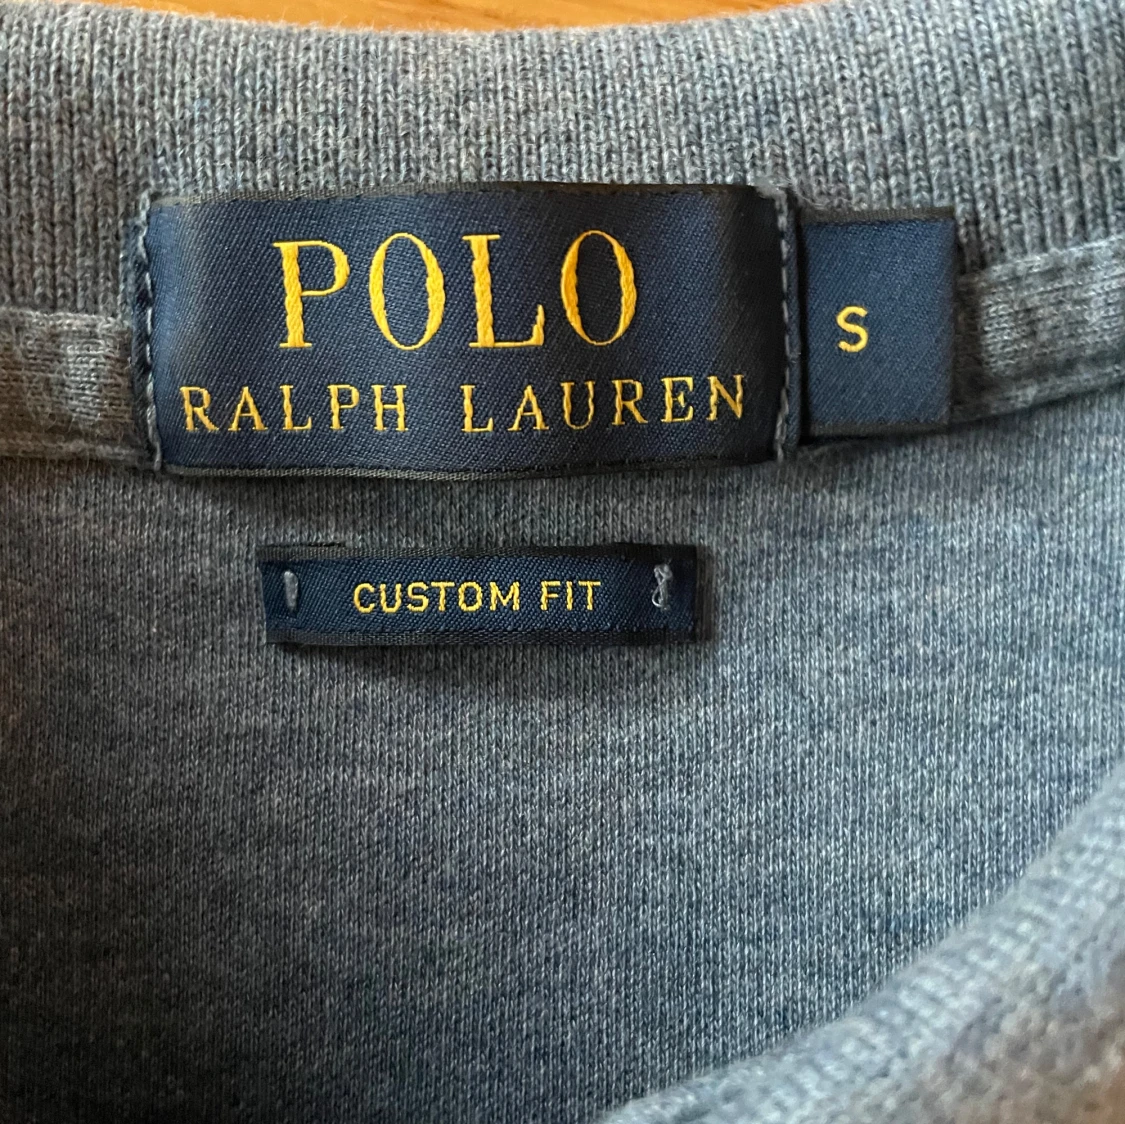 POLO
RALPH LAUREN
S
CUSTOM FIT